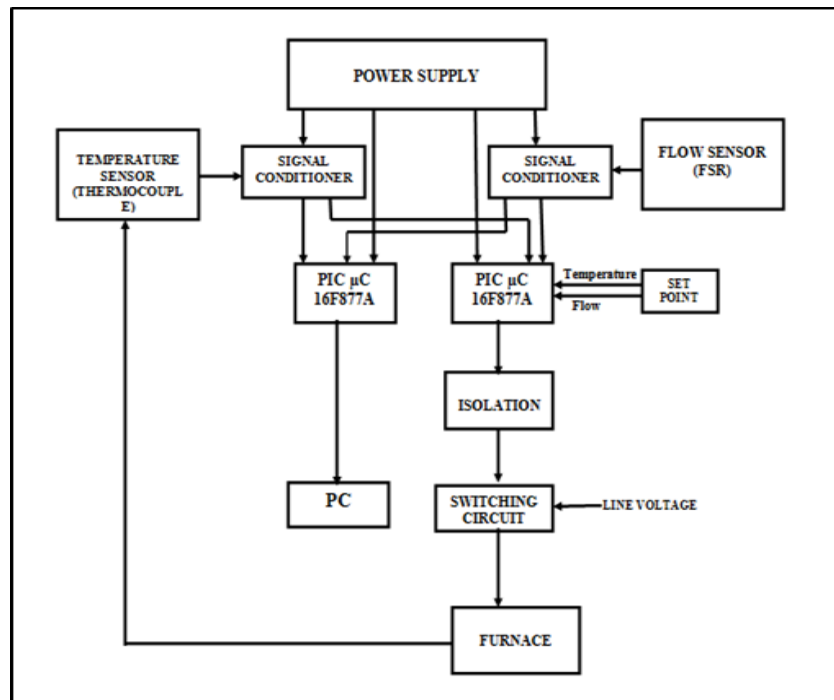 POWER SUPPLY
TEMPERATURE
SENSOR
(THERMOCOUPL
E)
SIGNAL
CONDITIONER
SIGNAL
CONDITIONER
FLOW SENSOR
(FSR)
PIC µC
16F877A
PIC µC
16F877A
Temperature
Flow
SET
POINT
ISOLATION
PC
SWITCHING
CIRCUIT
LINE VOLTAGE
FURNACE